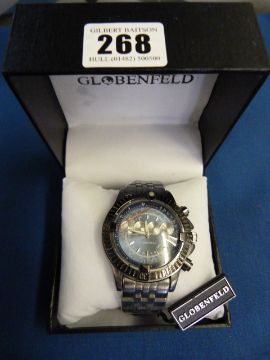 GILBERT BAITSON
268
HULL (01482) 500500
GLOBENFELD
GLOBENFELD